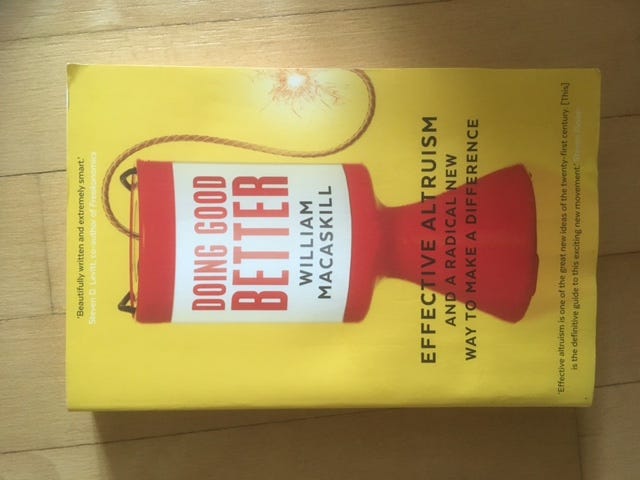 'Beautifully written and extremely smart.'
Steven D. Levitt, co-author of Freakonomics
DOING GOOD
BETTER
WILLIAM
MACASKILL
EFFECTIVE ALTRUISM
AND A RADICAL NEW
WAY TO MAKE A DIFFERENCE
'Effective altruism is one of the great new ideas of the twenty-first century. [This]
is the definitive guide to this exciting new movement.'